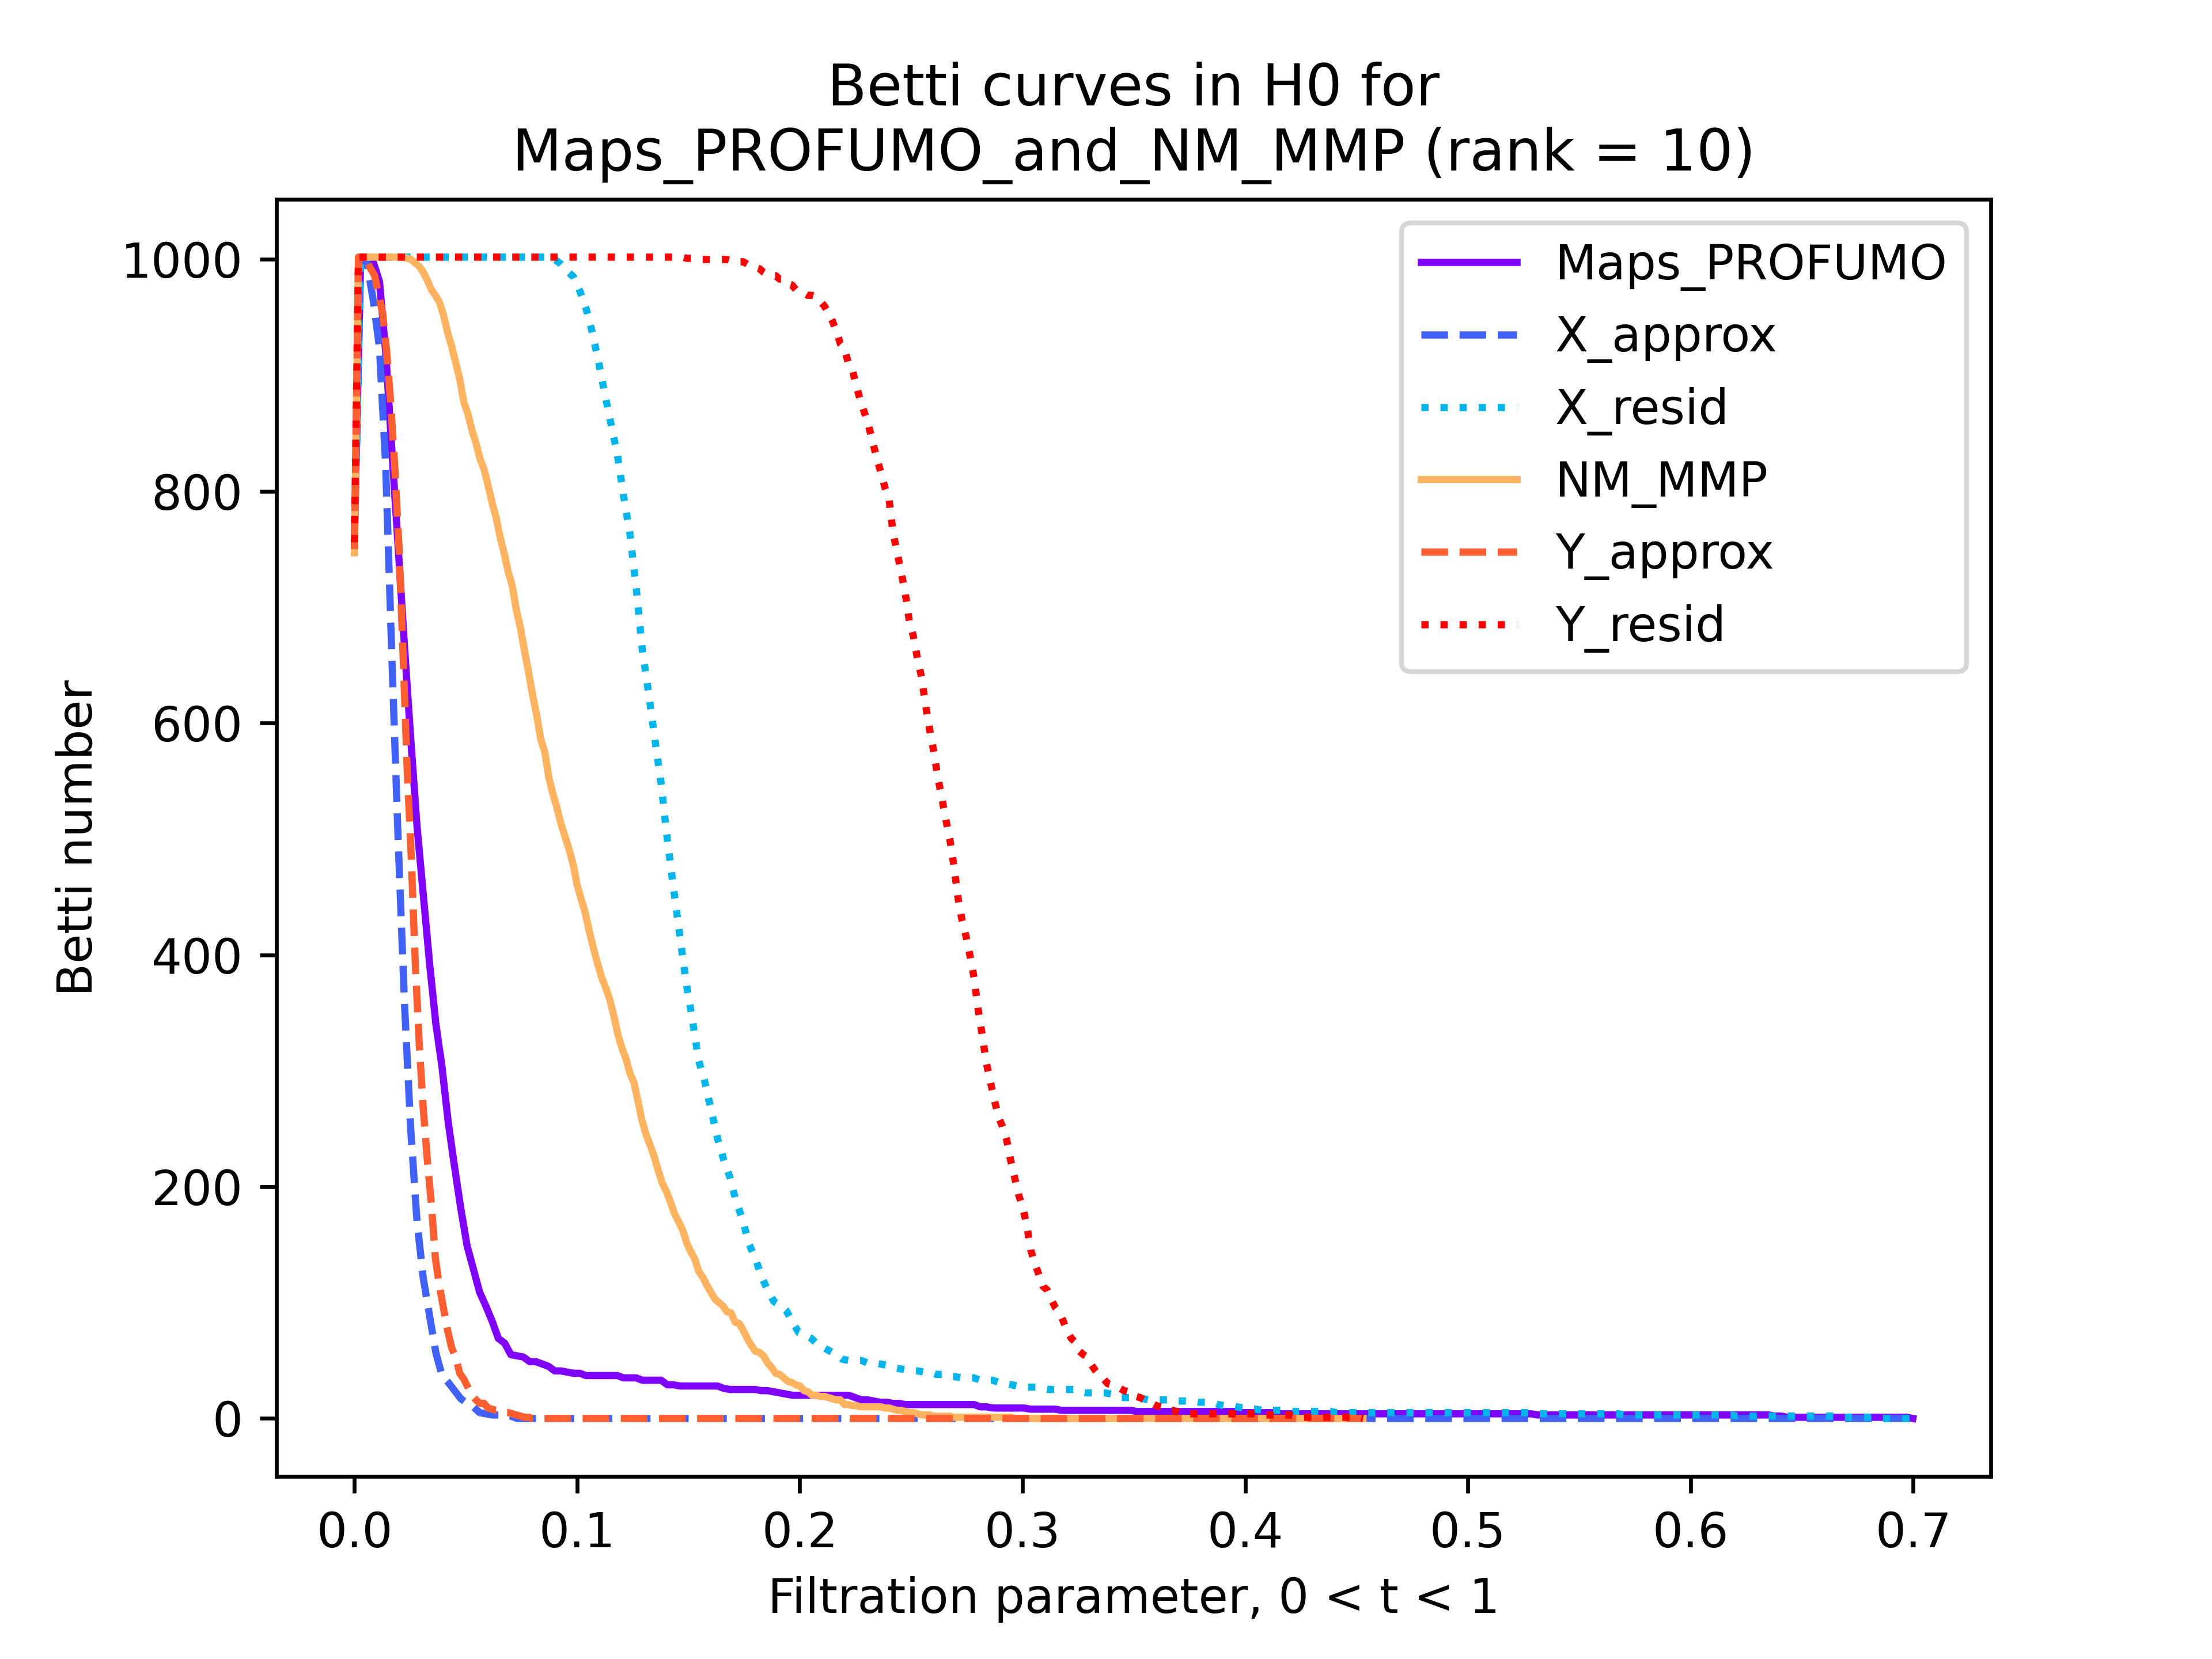 Betti curves in H0 for
Maps_PROFUMO_and_NM_MMP (rank = 10)
Maps_PROFUMO
X_approx
X_resid
NM_MMP
Y_approx
Y_resid
Betti number
1000
800
600
400
200
0
0.0 0.1 0.2 0.3 0.4 0.5 0.6 0.7
Filtration parameter, 0 < t < 1